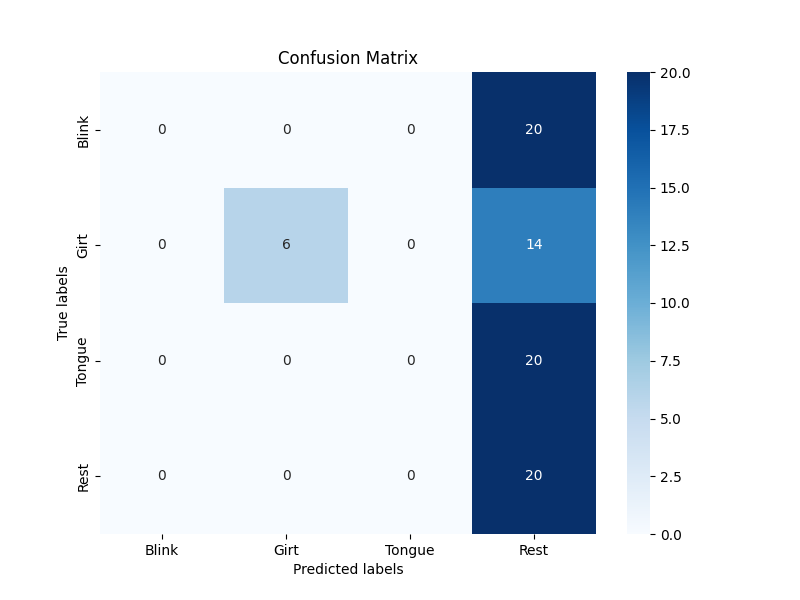 Confusion Matrix
Blink 0 0 0 20
Girt 0 6 0 14
Tongue 0 0 0 20
Rest 0 0 0 20
True labels
Blink Girt Tongue Rest
Predicted labels
20.0
17.5
15.0
12.5
10.0
7.5
5.0
2.5
0.0